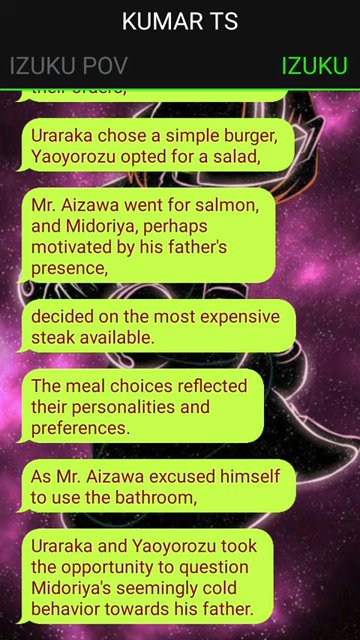 KUMAR TS
IZUKU POV
IZUKU
their orders,
Uraraka chose a simple burger,
Yaoyorozu opted for a salad,
Mr. Aizawa went for salmon,
and Midoriya, perhaps
motivated by his father's
presence,
decided on the most expensive
steak available.
The meal choices reflected
their personalities and
preferences.
As Mr. Aizawa excused himself
to use the bathroom,
Uraraka and Yaoyorozu took
the opportunity to question
Midoriya's seemingly cold
behavior towards his father.